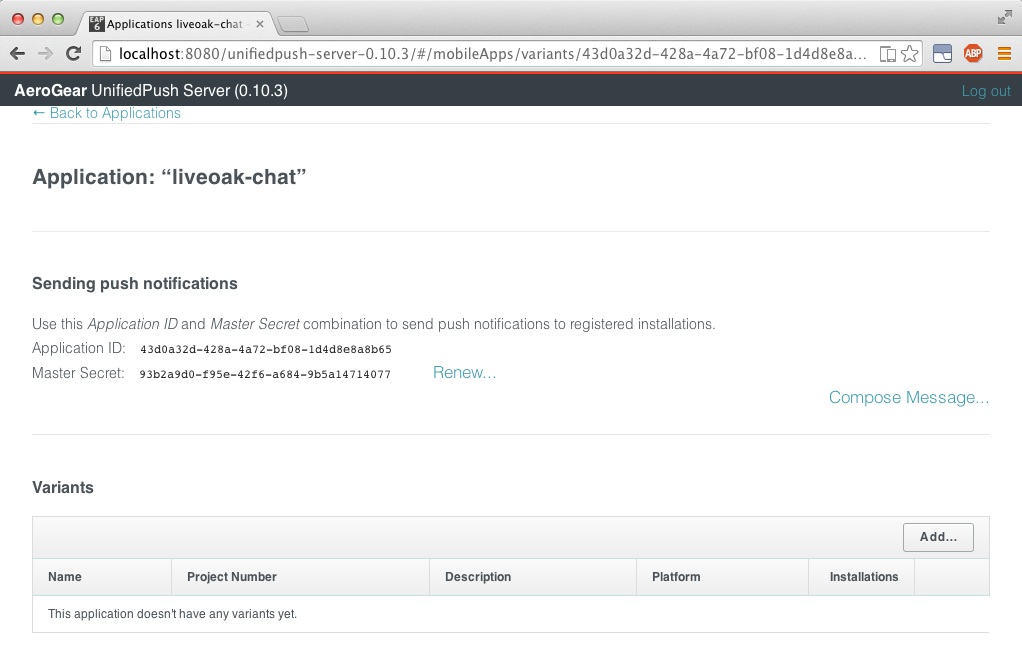 EAP 6 Applications liveoak-chat
localhost:8080/unifiedpush-server-0.10.3/#/mobileApps/variants/43d0a32d-428a-4a72-bf08-1d4d8e8a... ABP
AeroGear UnifiedPush Server (0.10.3) Log out
← Back to Applications
Application: “liveoak-chat”
Sending push notifications
Use this Application ID and Master Secret combination to send push notifications to registered installations.
Application ID: 43d0a32d-428a-4a72-bf08-1d4d8e8a8b65
Master Secret: 93b2a9d0-f95e-42f6-a684-9b5a14714077 Renew...
Compose Message...
Variants
Add...
Name Project Number Description Platform Installations
This application doesn't have any variants yet.